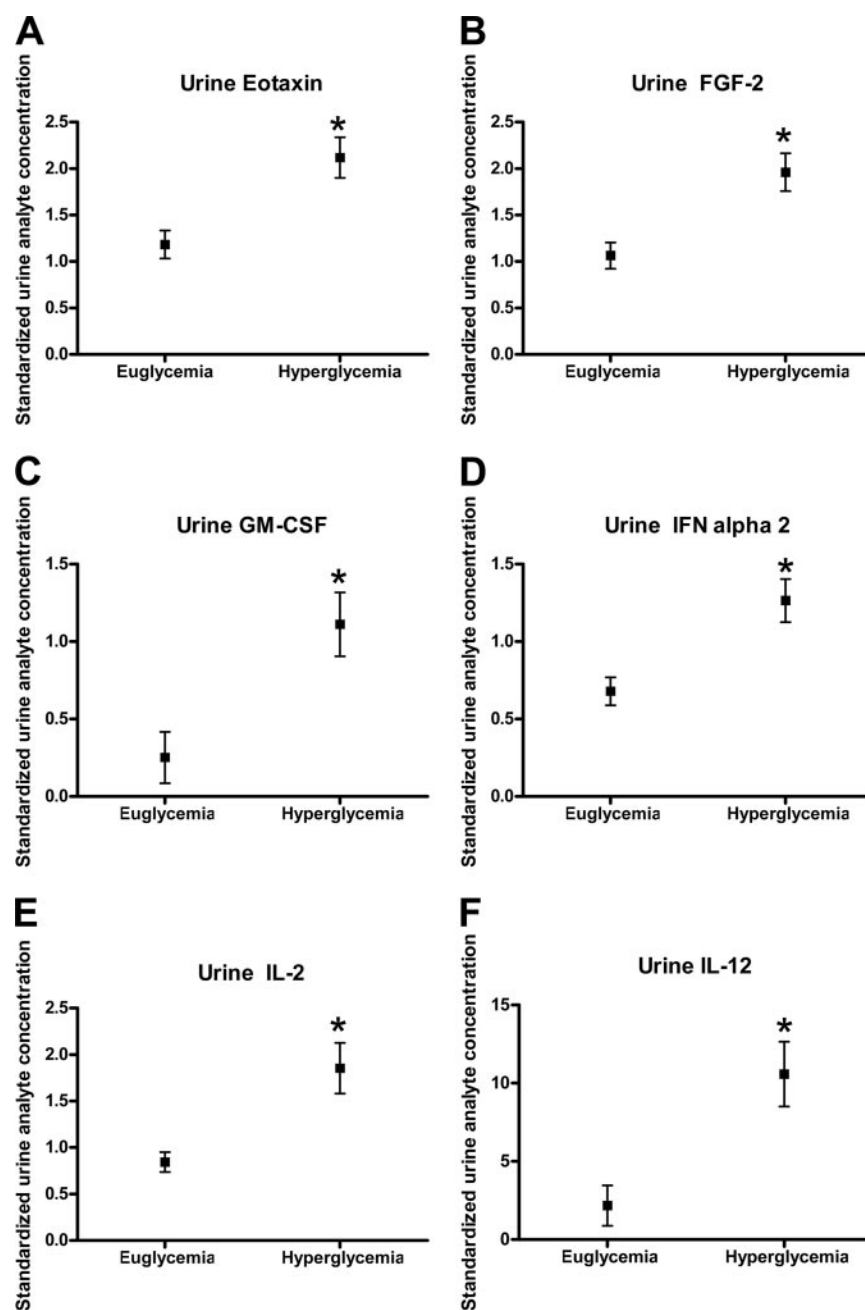 A
Urine Eotaxin
Standardized urine analyte concentration
2.5
2.0
1.5
1.0
0.5
0.0
*
Euglycemia Hyperglycemia
B
Urine FGF-2
Standardized urine analyte concentration
2.5
2.0
1.5
1.0
0.5
0.0
*
Euglycemia Hyperglycemia
C
Urine GM-CSF
Standardized urine analyte concentration
1.5
1.0
0.5
0.0
*
Euglycemia Hyperglycemia
D
Urine IFN alpha 2
Standardized urine analyte concentration
1.5
1.0
0.5
0.0
*
Euglycemia Hyperglycemia
E
Urine IL-2
Standardized urine analyte concentration
2.5
2.0
1.5
1.0
0.5
0.0
*
Euglycemia Hyperglycemia
F
Urine IL-12
Standardized urine analyte concentration
15
10
5
0
*
Euglycemia Hyperglycemia